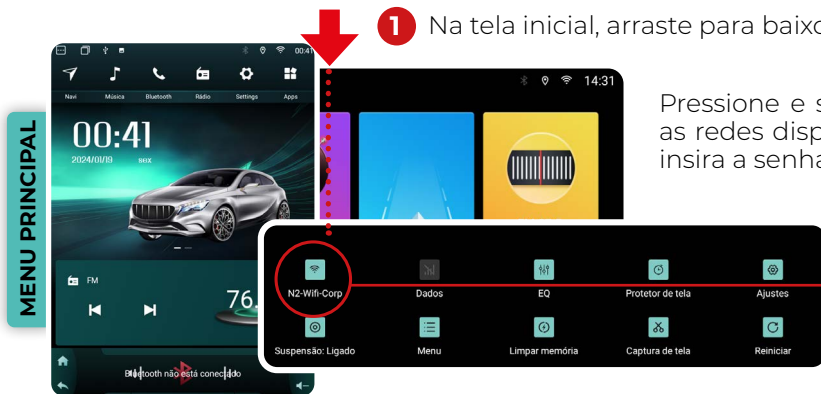 1 Na tela inicial, arraste para baixo
Pressione e s
as redes disp
insira a senha
MENU PRINCIPAL
00:41
Navi Música Bluetooth Rádio Settings Apps
00:41
2024/01/19 sex
FM
76.
Bluetooth não está conectado
14:31
N2-Wifi-Corp Dados EQ Protetor de tela Ajustes
Suspensão: Ligado Menu Limpar memória Captura de tela Reiniciar